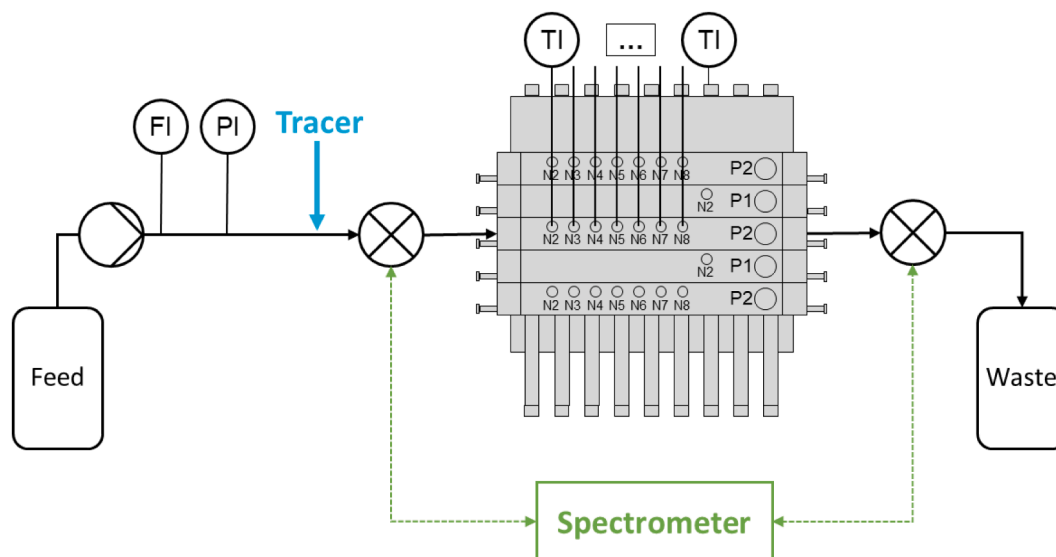 TI ... TI
FI PI Tracer
N2 N3 N4 N5 N6 N7 N8 P2
N2 P1
N2 N3 N4 N5 N6 N7 N8 P2
N2 P1
N2 N3 N4 N5 N6 N7 N8 P2
Feed
Waste
Spectrometer